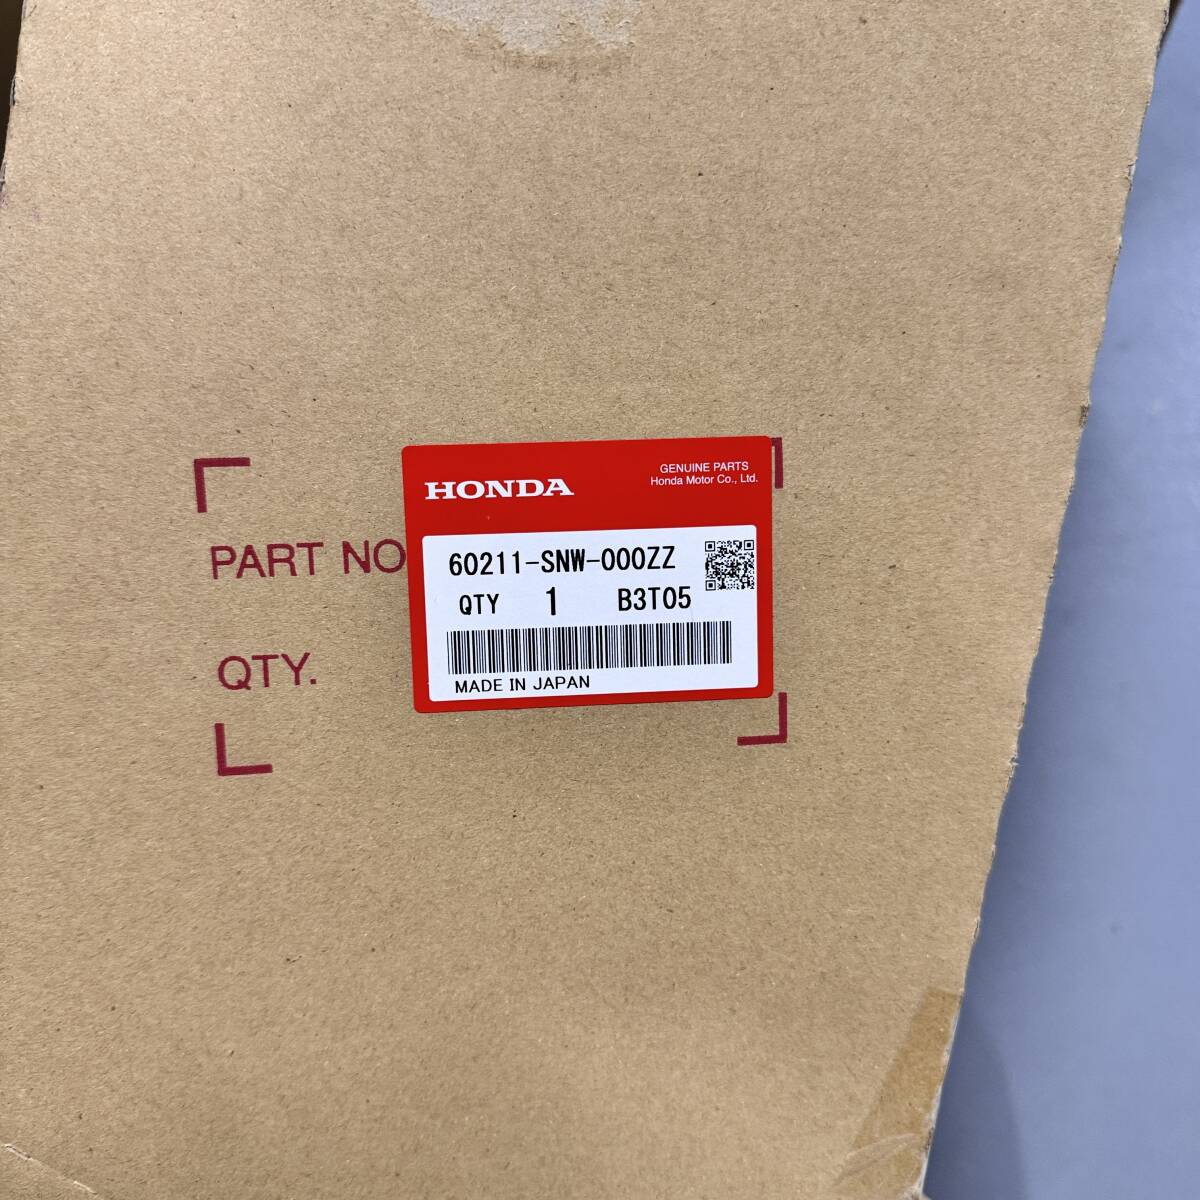 HONDA
GENUINE PARTS
Honda Motor Co., Ltd.
PART NO
60211-SNW-000ZZ
QTY 1 B3T05
QTY.
MADE IN JAPAN